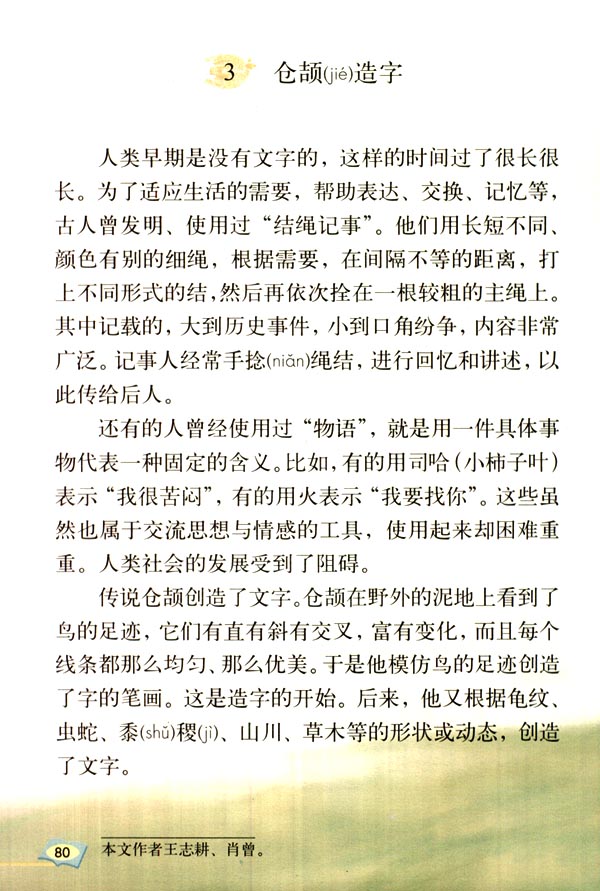 3 仓颉(jié)造字
人类早期是没有文字的，这样的时间过了很长很
长。为了适应生活的需要，帮助表达、交换、记忆等，
古人曾发明、使用过“结绳记事”。他们用长短不同、
颜色有别的细绳，根据需要，在间隔不等的距离，打
上不同形式的结，然后再依次拴在一根较粗的主绳上。
其中记载的，大到历史事件，小到口角纷争，内容非常
广泛。记事人经常手捻(niǎn)绳结，进行回忆和讲述，以
此传给后人。
还有的人曾经使用过“物语”，就是用一件具体事
物代表一种固定的含义。比如，有的用司哈（小柿子叶）
表示“我很苦闷”，有的用火表示“我要找你”。这些虽
然也属于交流思想与情感的工具，使用起来却困难重
重。人类社会的发展受到了阻碍。
传说仓颉创造了文字。仓颉在野外的泥地上看到了
鸟的足迹，它们有直有斜有交叉，富有变化，而且每个
线条都那么均匀、那么优美。于是他模仿鸟的足迹创造
了字的笔画。这是造字的开始。后来，他又根据龟纹、
虫蛇、黍(shǔ)稷(jì)、山川、草木等的形状或动态，创造
了文字。
本文作者王志耕、肖曾。
80